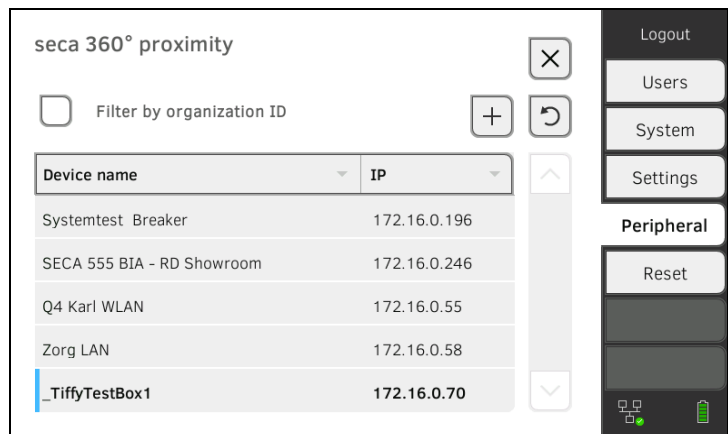 seca 360° proximity
Filter by organization ID
Device name IP
Systemtest Breaker 172.16.0.196
SECA 555 BIA - RD Showroom 172.16.0.246
Q4 Karl WLAN 172.16.0.55
Zorg LAN 172.16.0.58
_TiffyTestBox1 172.16.0.70
Logout
Users
System
Settings
Peripheral
Reset